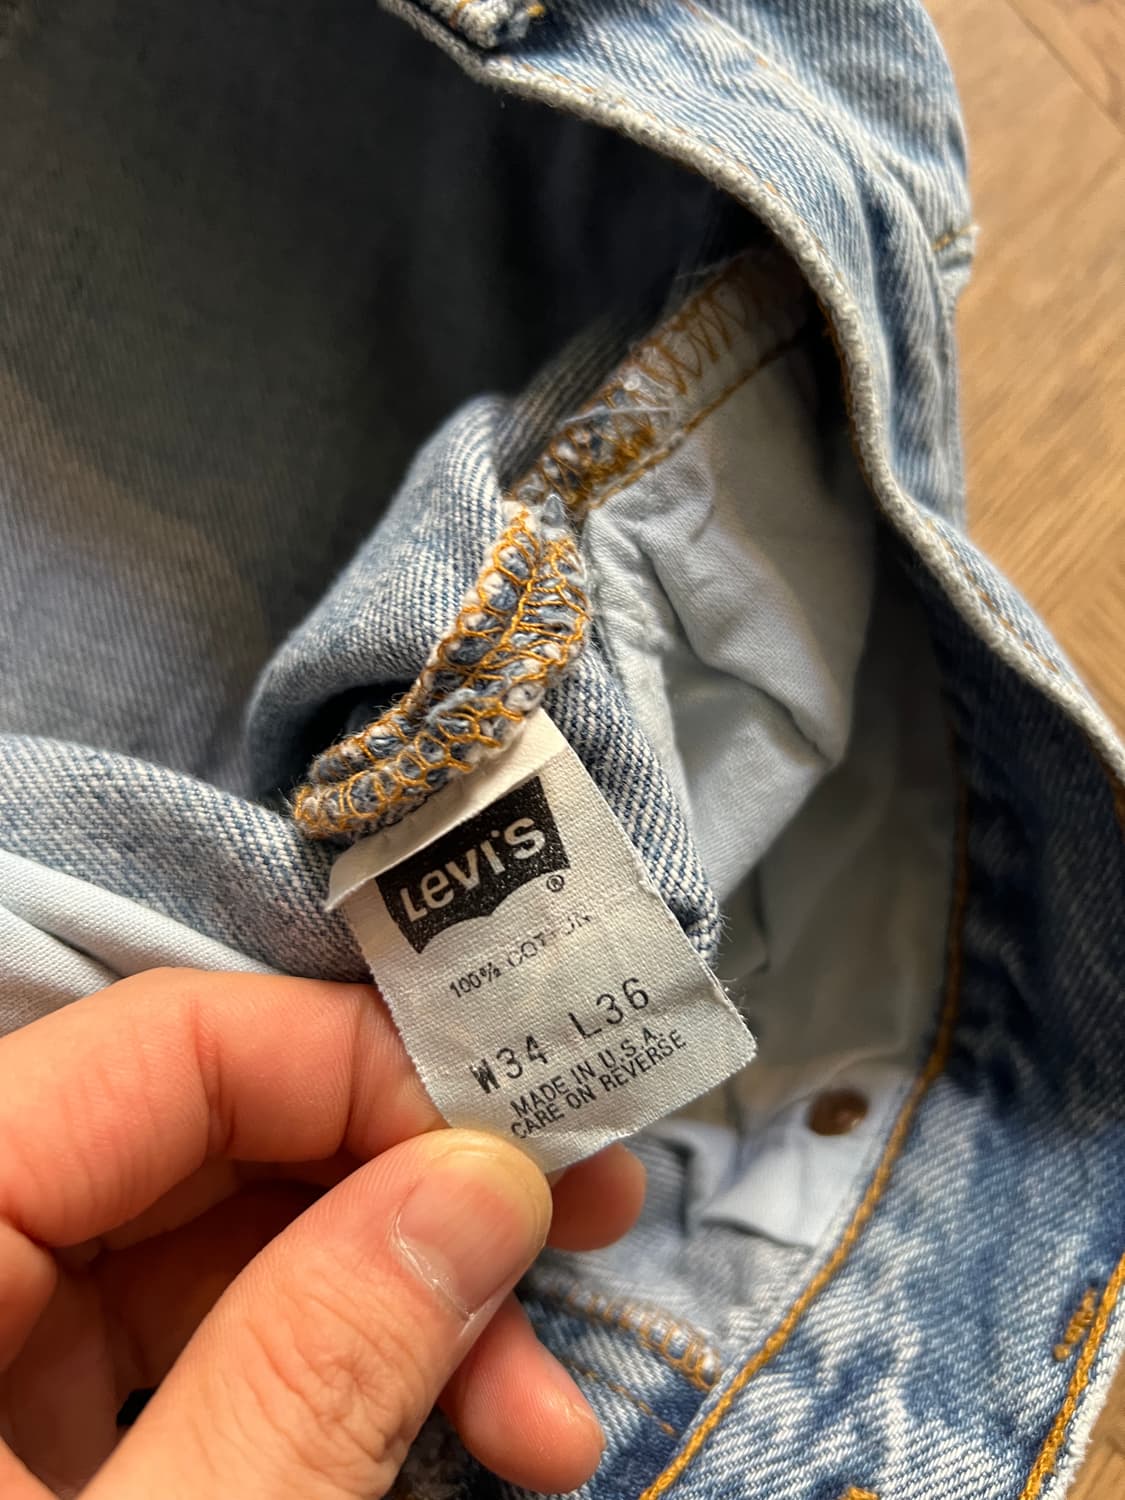 Levi's ®
100% COTTON
W34 L36
MADE IN U.S.A.
CARE ON REVERSE